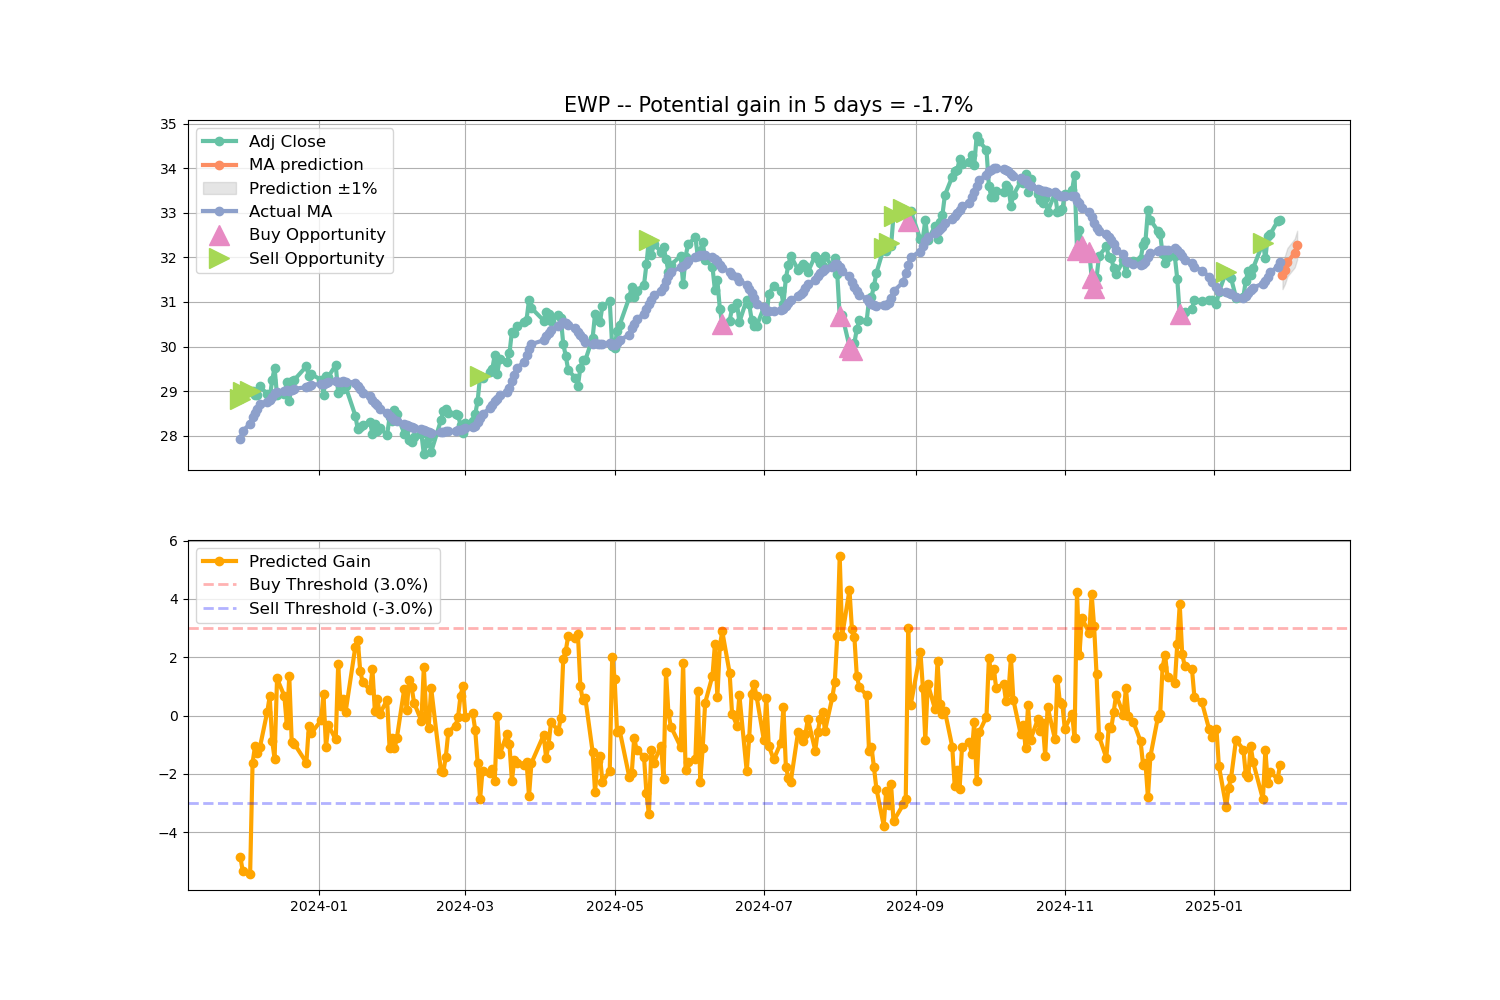 EWP -- Potential gain in 5 days = -1.7%
35
34
33
32
31
30
29
28
Adj Close
MA prediction
Prediction ±1%
Actual MA
Buy Opportunity
Sell Opportunity
6
4
2
0
−2
−4
Predicted Gain
Buy Threshold (3.0%)
Sell Threshold (-3.0%)
2024-01
2024-03
2024-05
2024-07
2024-09
2024-11
2025-01